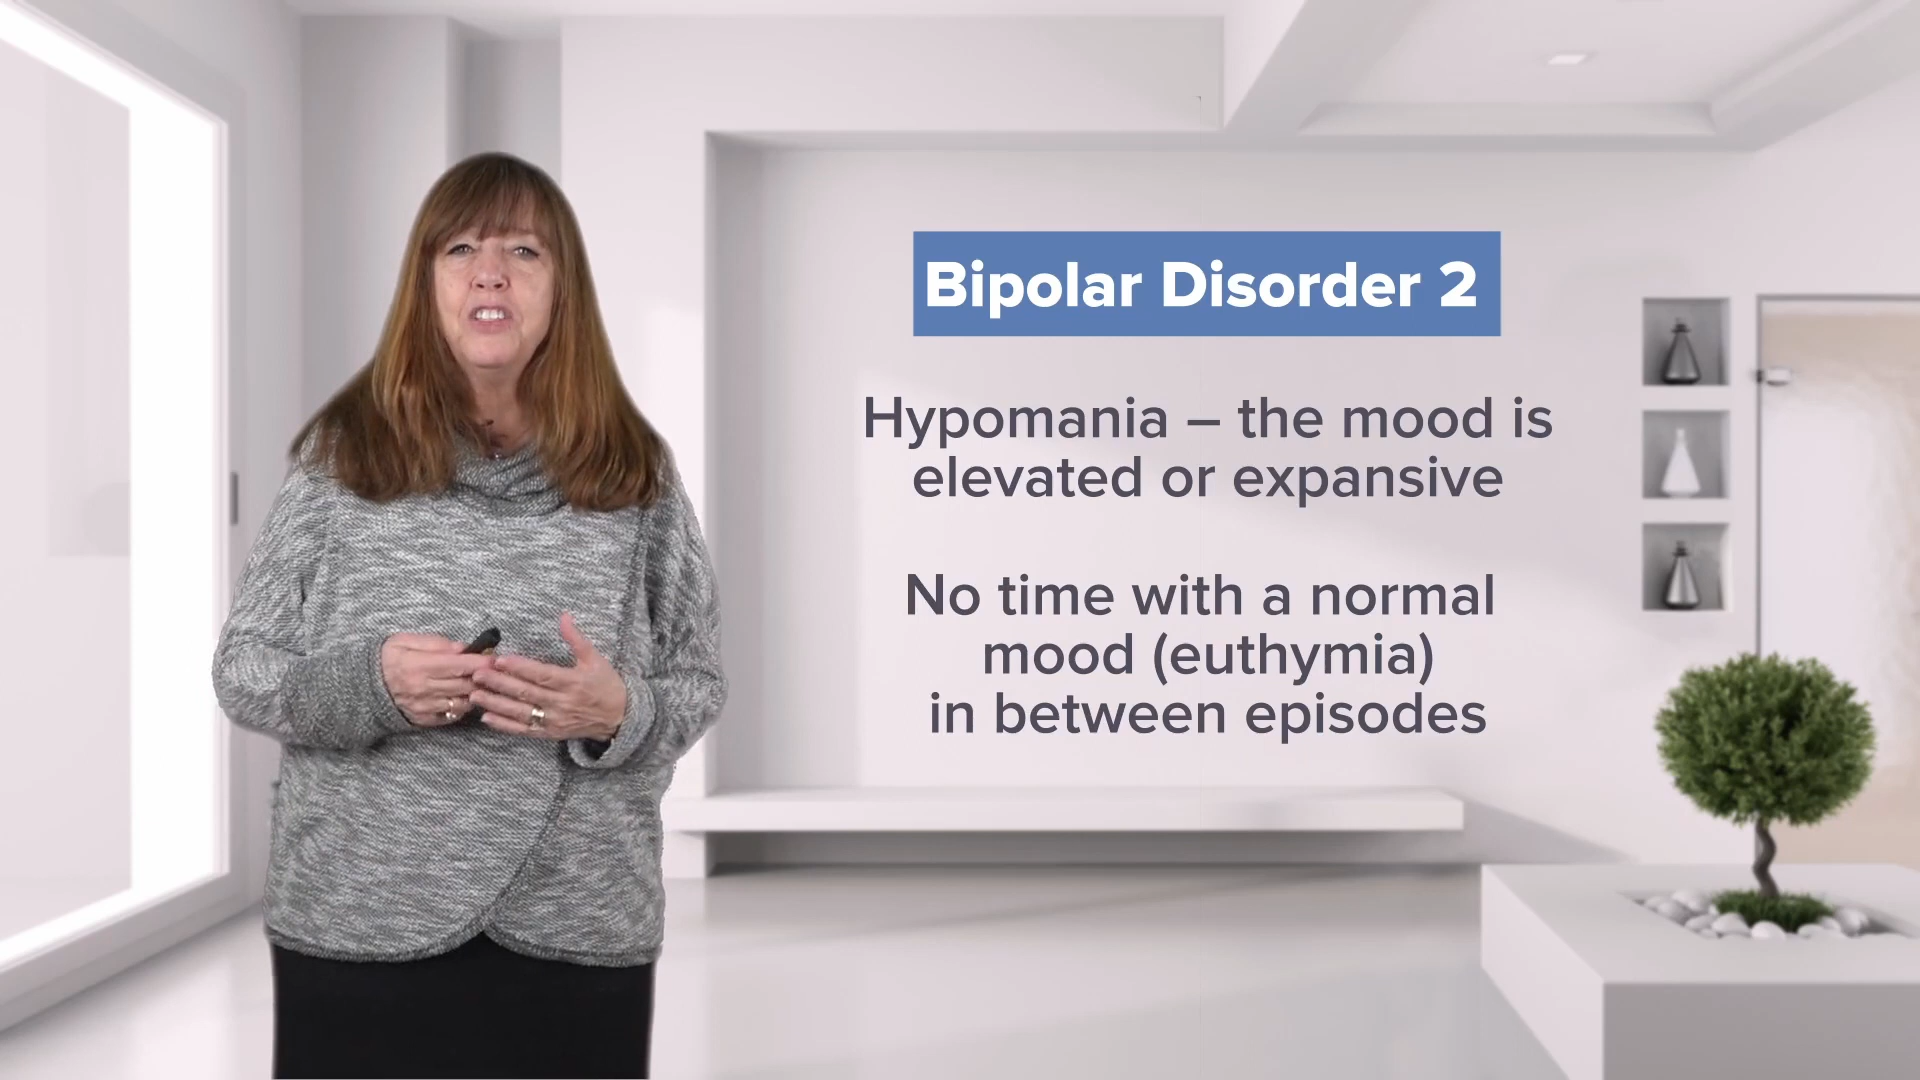 Bipolar Disorder 2
Hypomania – the mood is
elevated or expansive
No time with a normal
mood (euthymia)
in between episodes